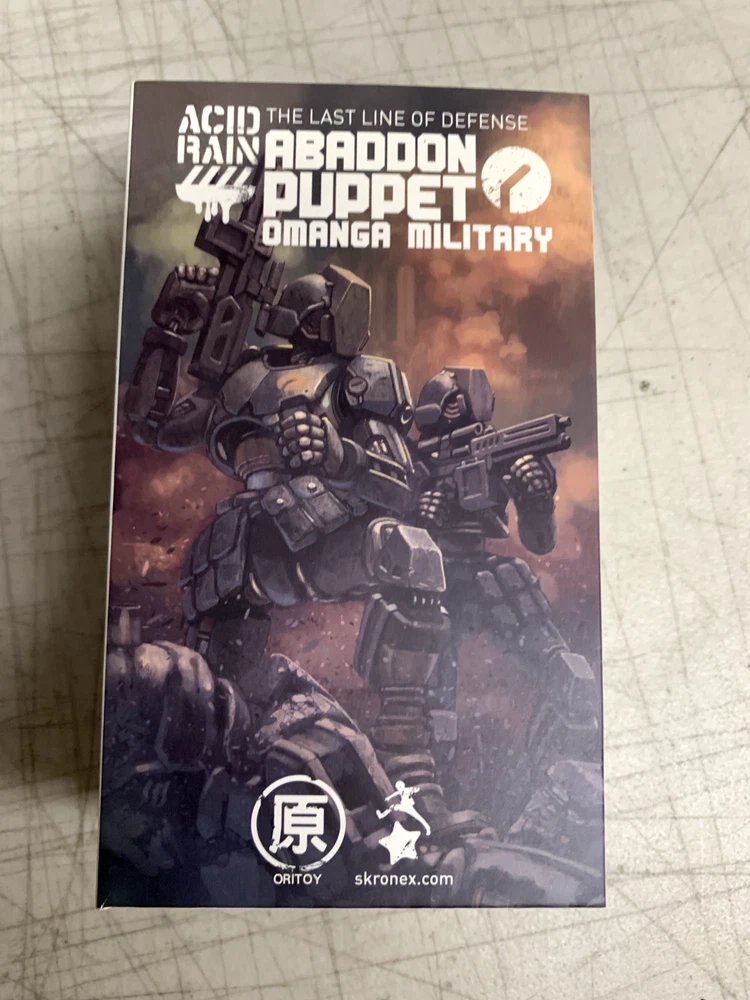 ACID RAIN
THE LAST LINE OF DEFENSE
ABADDON
PUPPET
OMANGA MILITARY
原
ORITOY
skronex.com